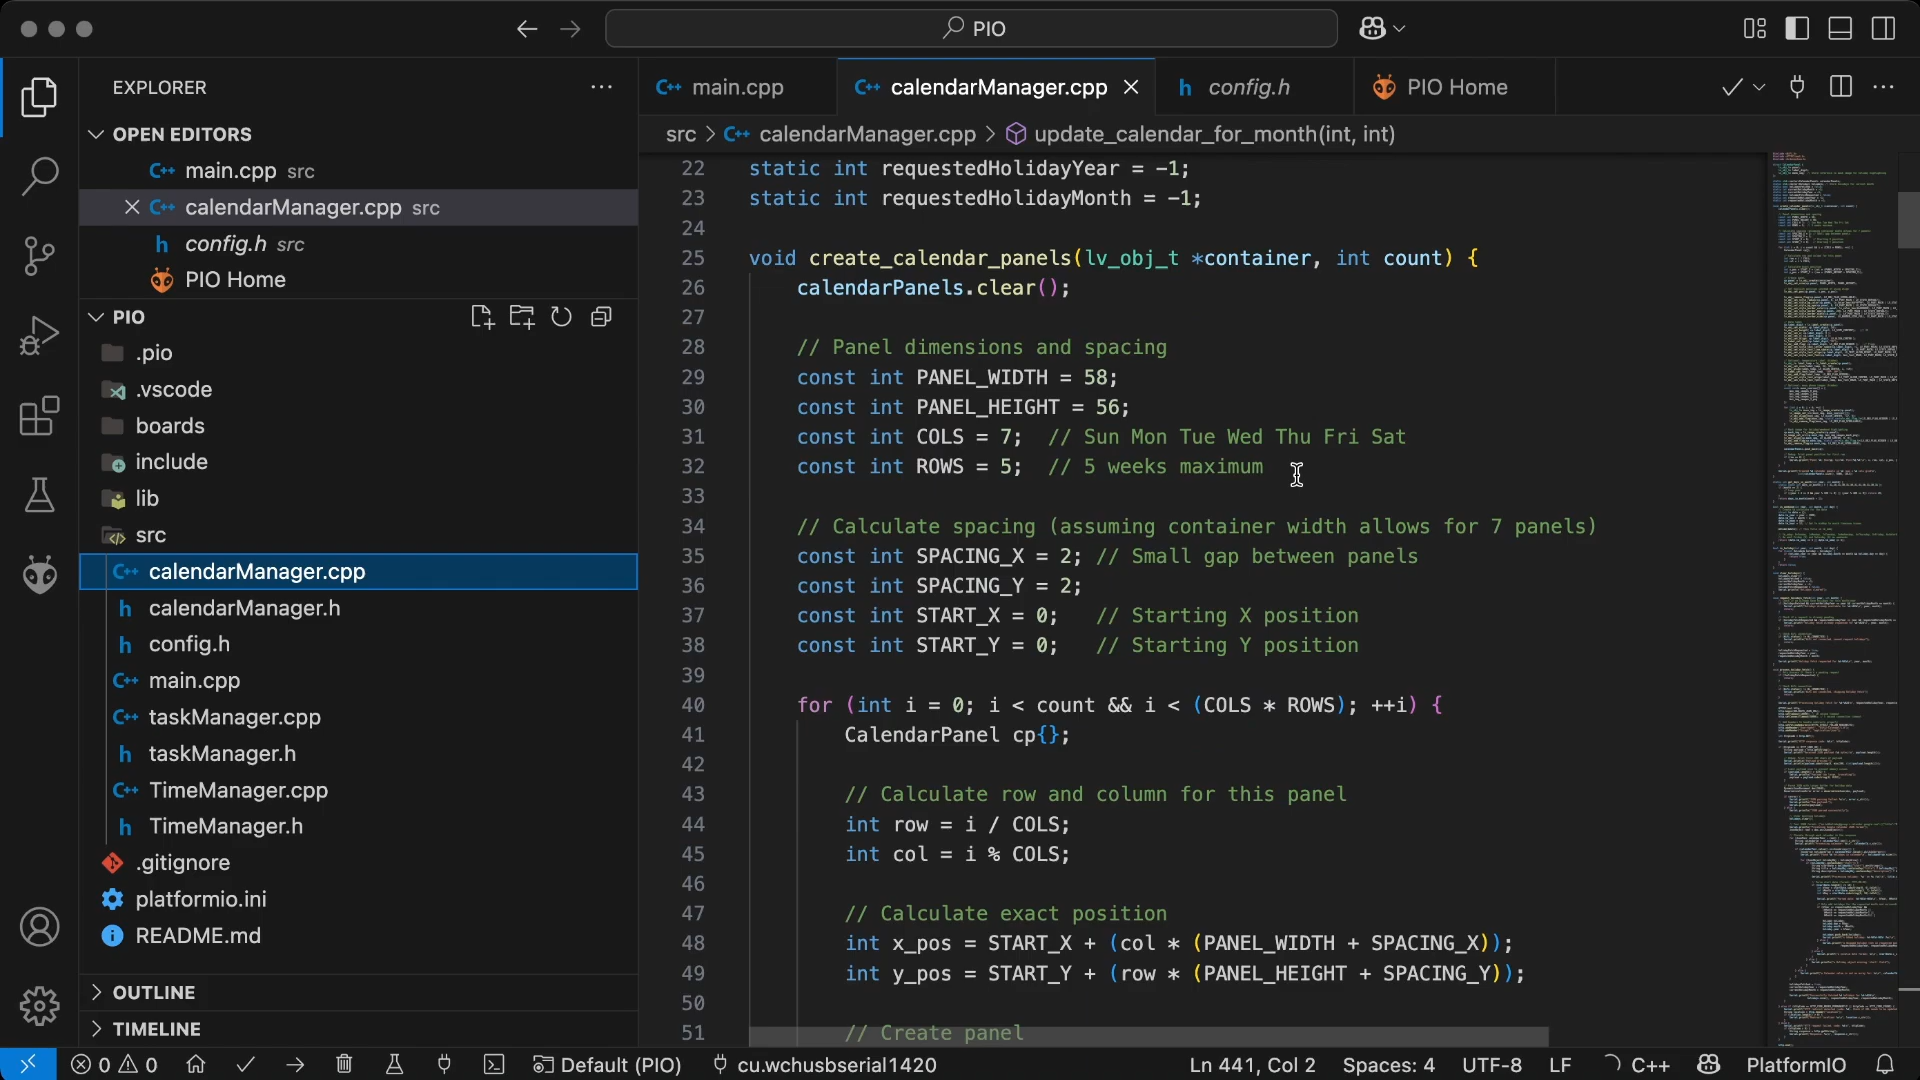 PIO
EXPLORER
OPEN EDITORS
main.cpp src
calendarManager.cpp src
config.h src
PIO Home
PIO
.pio
.vscode
boards
include
lib
src
calendarManager.cpp
calendarManager.h
config.h
main.cpp
taskManager.cpp
taskManager.h
TimeManager.cpp
TimeManager.h
.gitignore
platformio.ini
README.md
OUTLINE
TIMELINE
main.cpp calendarManager.cpp config.h PIO Home
src > calendarManager.cpp > update_calendar_for_month(int, int)
22 static int requestedHolidayYear = -1;
23 static int requestedHolidayMonth = -1;
24
25 void create_calendar_panels(lv_obj_t *container, int count) {
26 calendarPanels.clear();
27
28 // Panel dimensions and spacing
29 const int PANEL_WIDTH = 58;
30 const int PANEL_HEIGHT = 56;
31 const int COLS = 7; // Sun Mon Tue Wed Thu Fri Sat
32 const int ROWS = 5; // 5 weeks maximum
33
34 // Calculate spacing (assuming container width allows for 7 panels)
35 const int SPACING_X = 2; // Small gap between panels
36 const int SPACING_Y = 2;
37 const int START_X = 0; // Starting X position
38 const int START_Y = 0; // Starting Y position
39
40 for (int i = 0; i < count && i < (COLS * ROWS); ++i) {
41 CalendarPanel cp{};
42
43 // Calculate row and column for this panel
44 int row = i / COLS;
45 int col = i % COLS;
46
47 // Calculate exact position
48 int x_pos = START_X + (col * (PANEL_WIDTH + SPACING_X));
49 int y_pos = START_Y + (row * (PANEL_HEIGHT + SPACING_Y));
50
51 // Create panel
0 0 Default (PIO) cu.wchusbserial1420 Ln 441, Col 2 Spaces: 4 UTF-8 LF C++ PlatformIO